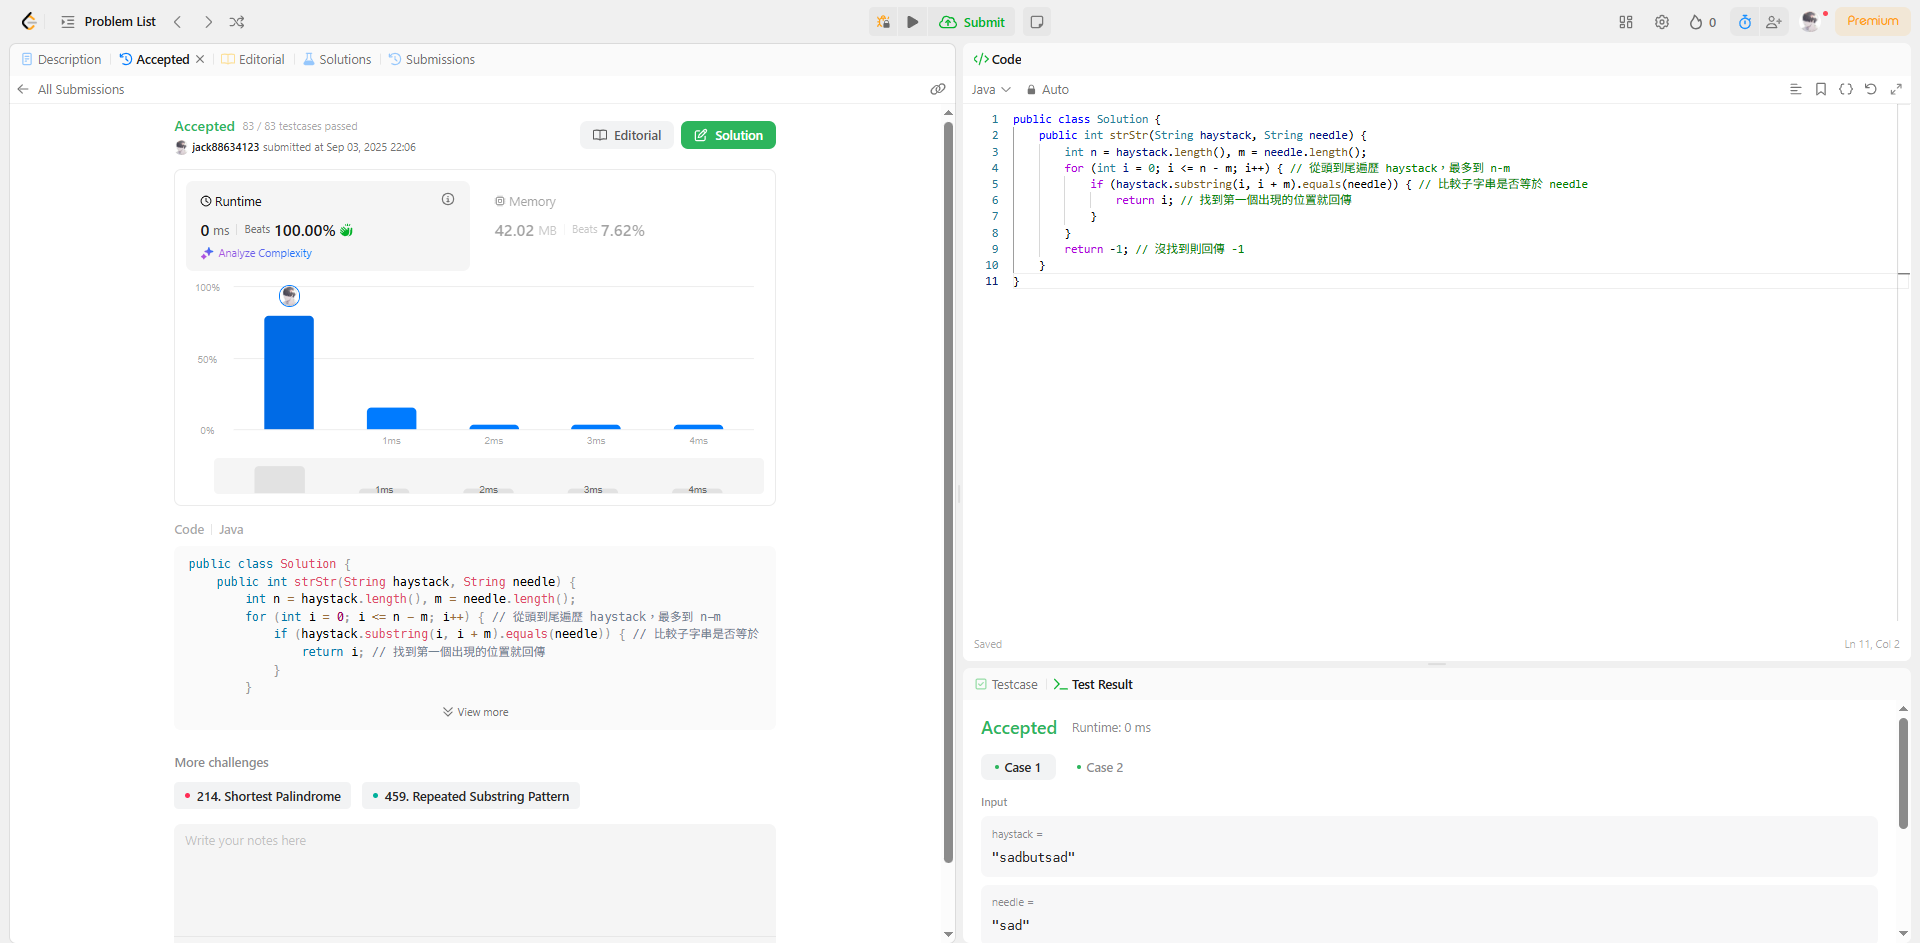 Problem List
Submit
0
Premium
Description
Accepted
Editorial
Solutions
Submissions
All Submissions
Accepted 83 / 83 testcases passed
jack88634123 submitted at Sep 03, 2025 22:06
Editorial
Solution
Runtime
0 ms Beats 100.00%
Analyze Complexity
Memory
42.02 MB Beats 7.62%
100%
50%
0%
1ms 2ms 3ms 4ms
1ms 2ms 3ms 4ms
Code Java
public class Solution {
public int strStr(String haystack, String needle) {
int n = haystack.length(), m = needle.length();
for (int i = 0; i <= n - m; i++) { // 從頭到尾遍歷 haystack，最多到 n-m
if (haystack.substring(i, i + m).equals(needle)) { // 比較子字串是否等於
return i; // 找到第一個出現的位置就回傳
}
}
View more
More challenges
214. Shortest Palindrome
459. Repeated Substring Pattern
Write your notes here
</> Code
Java Auto
1 public class Solution {
2 public int strStr(String haystack, String needle) {
3 int n = haystack.length(), m = needle.length();
4 for (int i = 0; i <= n - m; i++) { // 從頭到尾遍歷 haystack，最多到 n-m
5 if (haystack.substring(i, i + m).equals(needle)) { // 比較子字串是否等於 needle
6 return i; // 找到第一個出現的位置就回傳
7 }
8 }
9 return -1; // 沒找到則回傳 -1
10 }
11 }
Saved
Ln 11, Col 2
Testcase
Test Result
Accepted Runtime: 0 ms
Case 1
Case 2
Input
haystack =
"sadbutsad"
needle =
"sad"